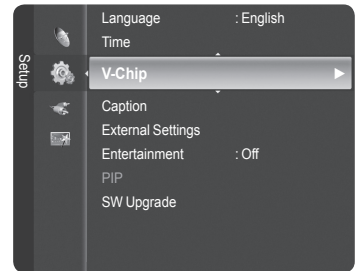 Setup
Language : English
Time
V-Chip
Caption
External Settings
Entertainment : Off
PIP
SW Upgrade